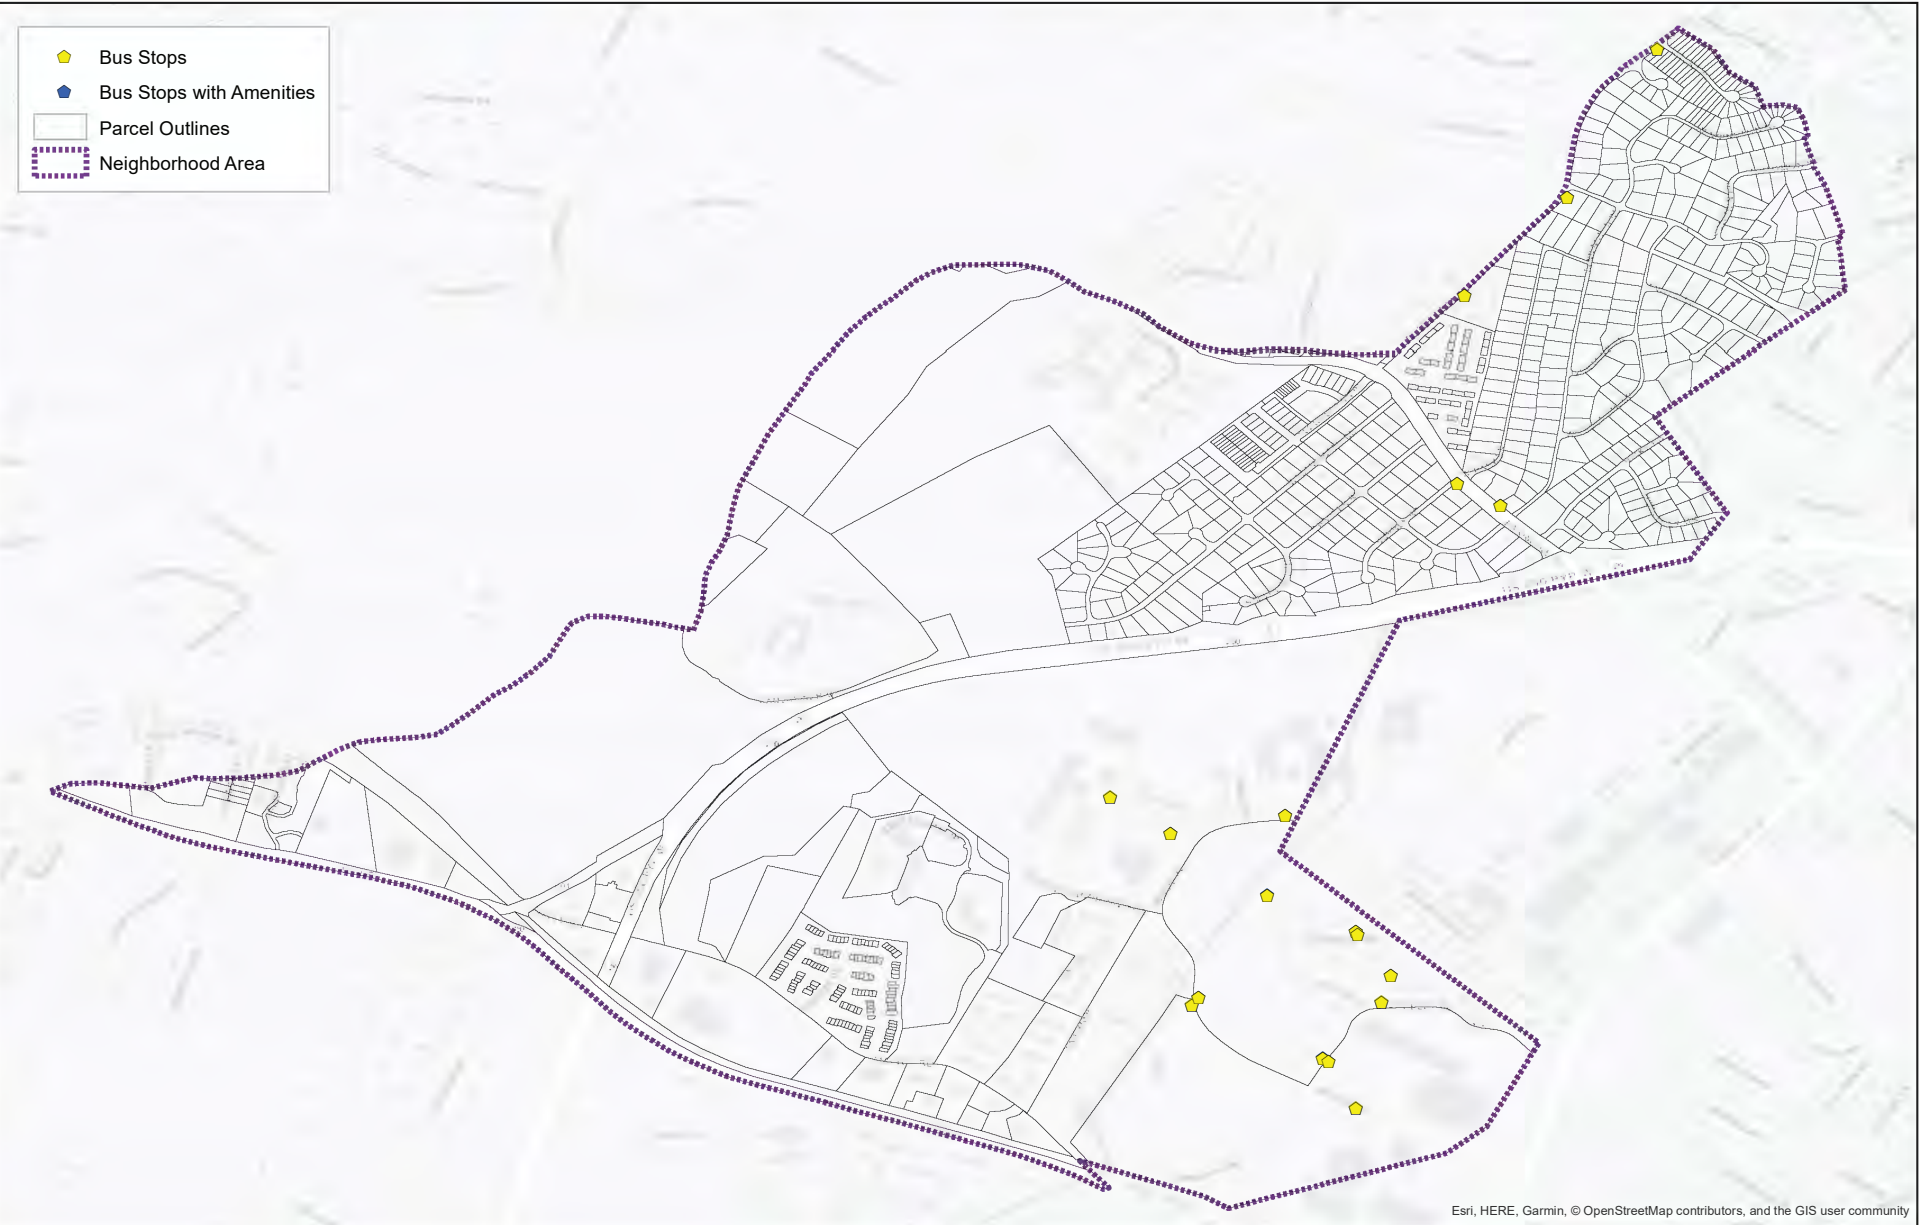 Bus Stops
Bus Stops with Amenities
Parcel Outlines
Neighborhood Area
Esri, HERE, Garmin, © OpenStreetMap contributors, and the GIS user community